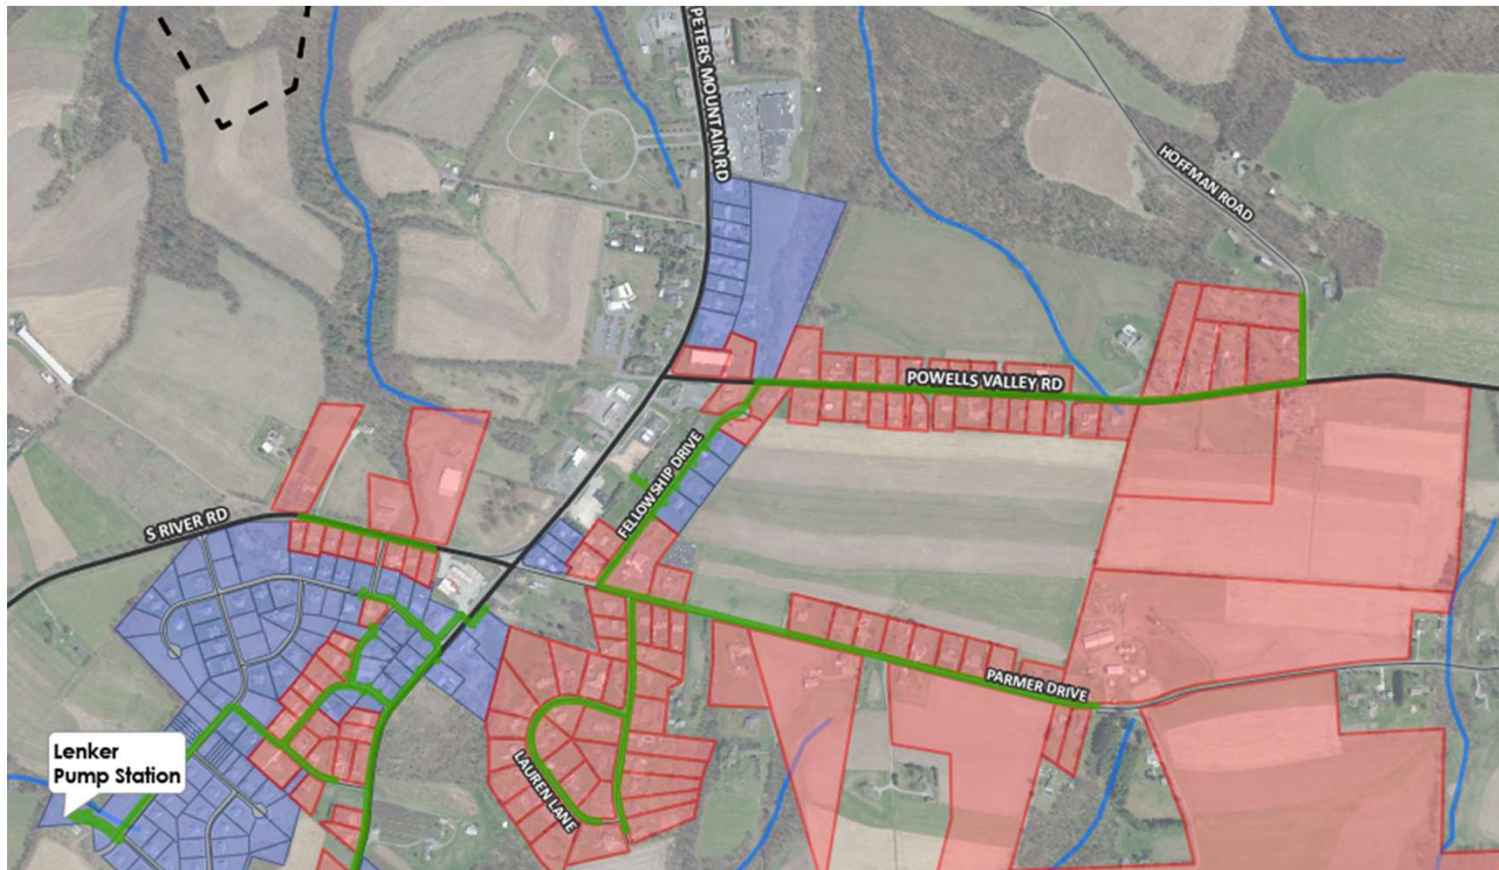 PETERS MOUNTAIN RD
HOFFMAN ROAD
POWELLS VALLEY RD
FELLOWSHIP DRIVE
S RIVER RD
PARMER DRIVE
LAUREN LANE
Lenker
Pump Station